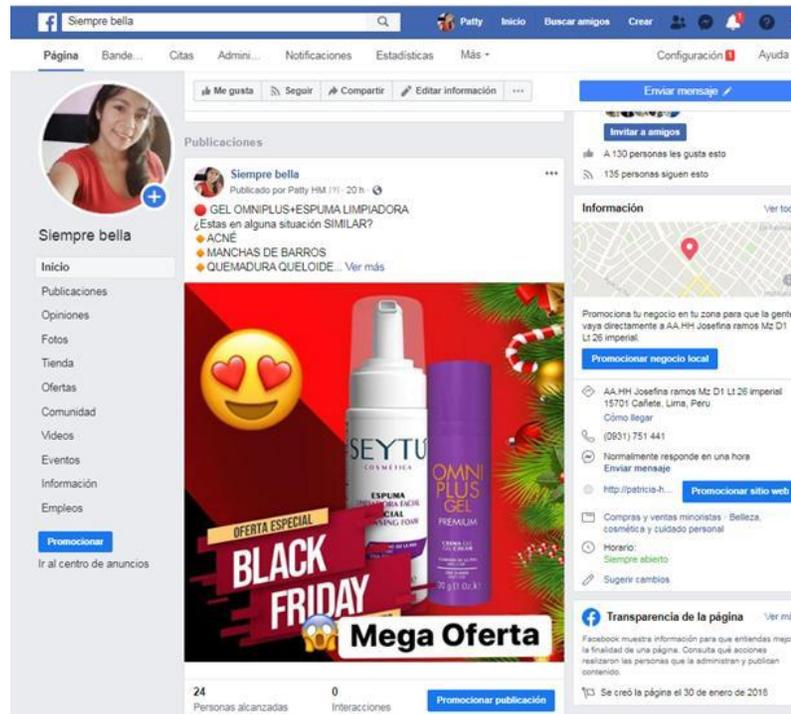 Siempre bella
Patty Inicio Buscar amigos Crear
Página Bande... Citas Admini... Notificaciones Estadísticas Más Configuración 1 Ayuda
Me gusta Seguir Compartir Editar información ...
Enviar mensaje
Invitar a amigos
A 130 personas les gusta esto
135 personas siguen esto
Publicaciones
Siempre bella
Publicado por Patty HM [?] · 20 h ·
GEL OMNIPLUS+ESPUMA LIMPIADORA
¿Estas en alguna situación SIMILAR?
ACNÉ
MANCHAS DE BARROS
QUEMADURA QUELOIDE... Ver más
SEYTÚ
COSMÉTICA
ESPUMA
OMNI
PLUS
GEL
PREMIUM
OFERTA ESPECIAL
BLACK
FRIDAY
Mega Oferta
24
Personas alcanzadas
0
Interacciones
Promocionar publicación
Siempre bella
Inicio
Publicaciones
Opiniones
Fotos
Tienda
Ofertas
Comunidad
Videos
Eventos
Información
Empleos
Promocionar
Ir al centro de anuncios
Información
Promociona tu negocio en tu zona para que la gente
vaya directamente a AA.HH Josefina ramos Mz D1
Lt 26 imperial.
Promocionar negocio local
AA.HH Josefina ramos Mz D1 Lt 26 imperial
15701 Cañete, Lima, Peru
Cómo llegar
(0931) 751 441
Normalmente responde en una hora
Enviar mensaje
http://patricia-h...
Promocionar sitio web
Compras y ventas minoristas · Belleza,
cosmética y cuidado personal
Horario:
Siempre abierto
Sugerir cambios
Transparencia de la página
Facebook muestra información para que entiendas mejo
la finalidad de una página. Consulta qué acciones
realizaron las personas que la administran y publican
contenido.
Se creó la página el 30 de enero de 2016